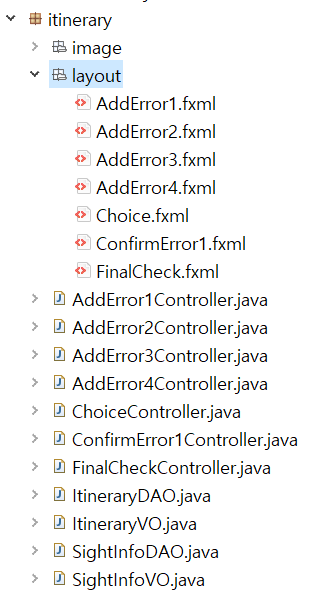 itinerary
image
layout
AddError1.fxml
AddError2.fxml
AddError3.fxml
AddError4.fxml
Choice.fxml
ConfirmError1.fxml
FinalCheck.fxml
AddError1Controller.java
AddError2Controller.java
AddError3Controller.java
AddError4Controller.java
ChoiceController.java
ConfirmError1Controller.java
FinalCheckController.java
ItineraryDAO.java
ItineraryVO.java
SightInfoDAO.java
SightInfoVO.java